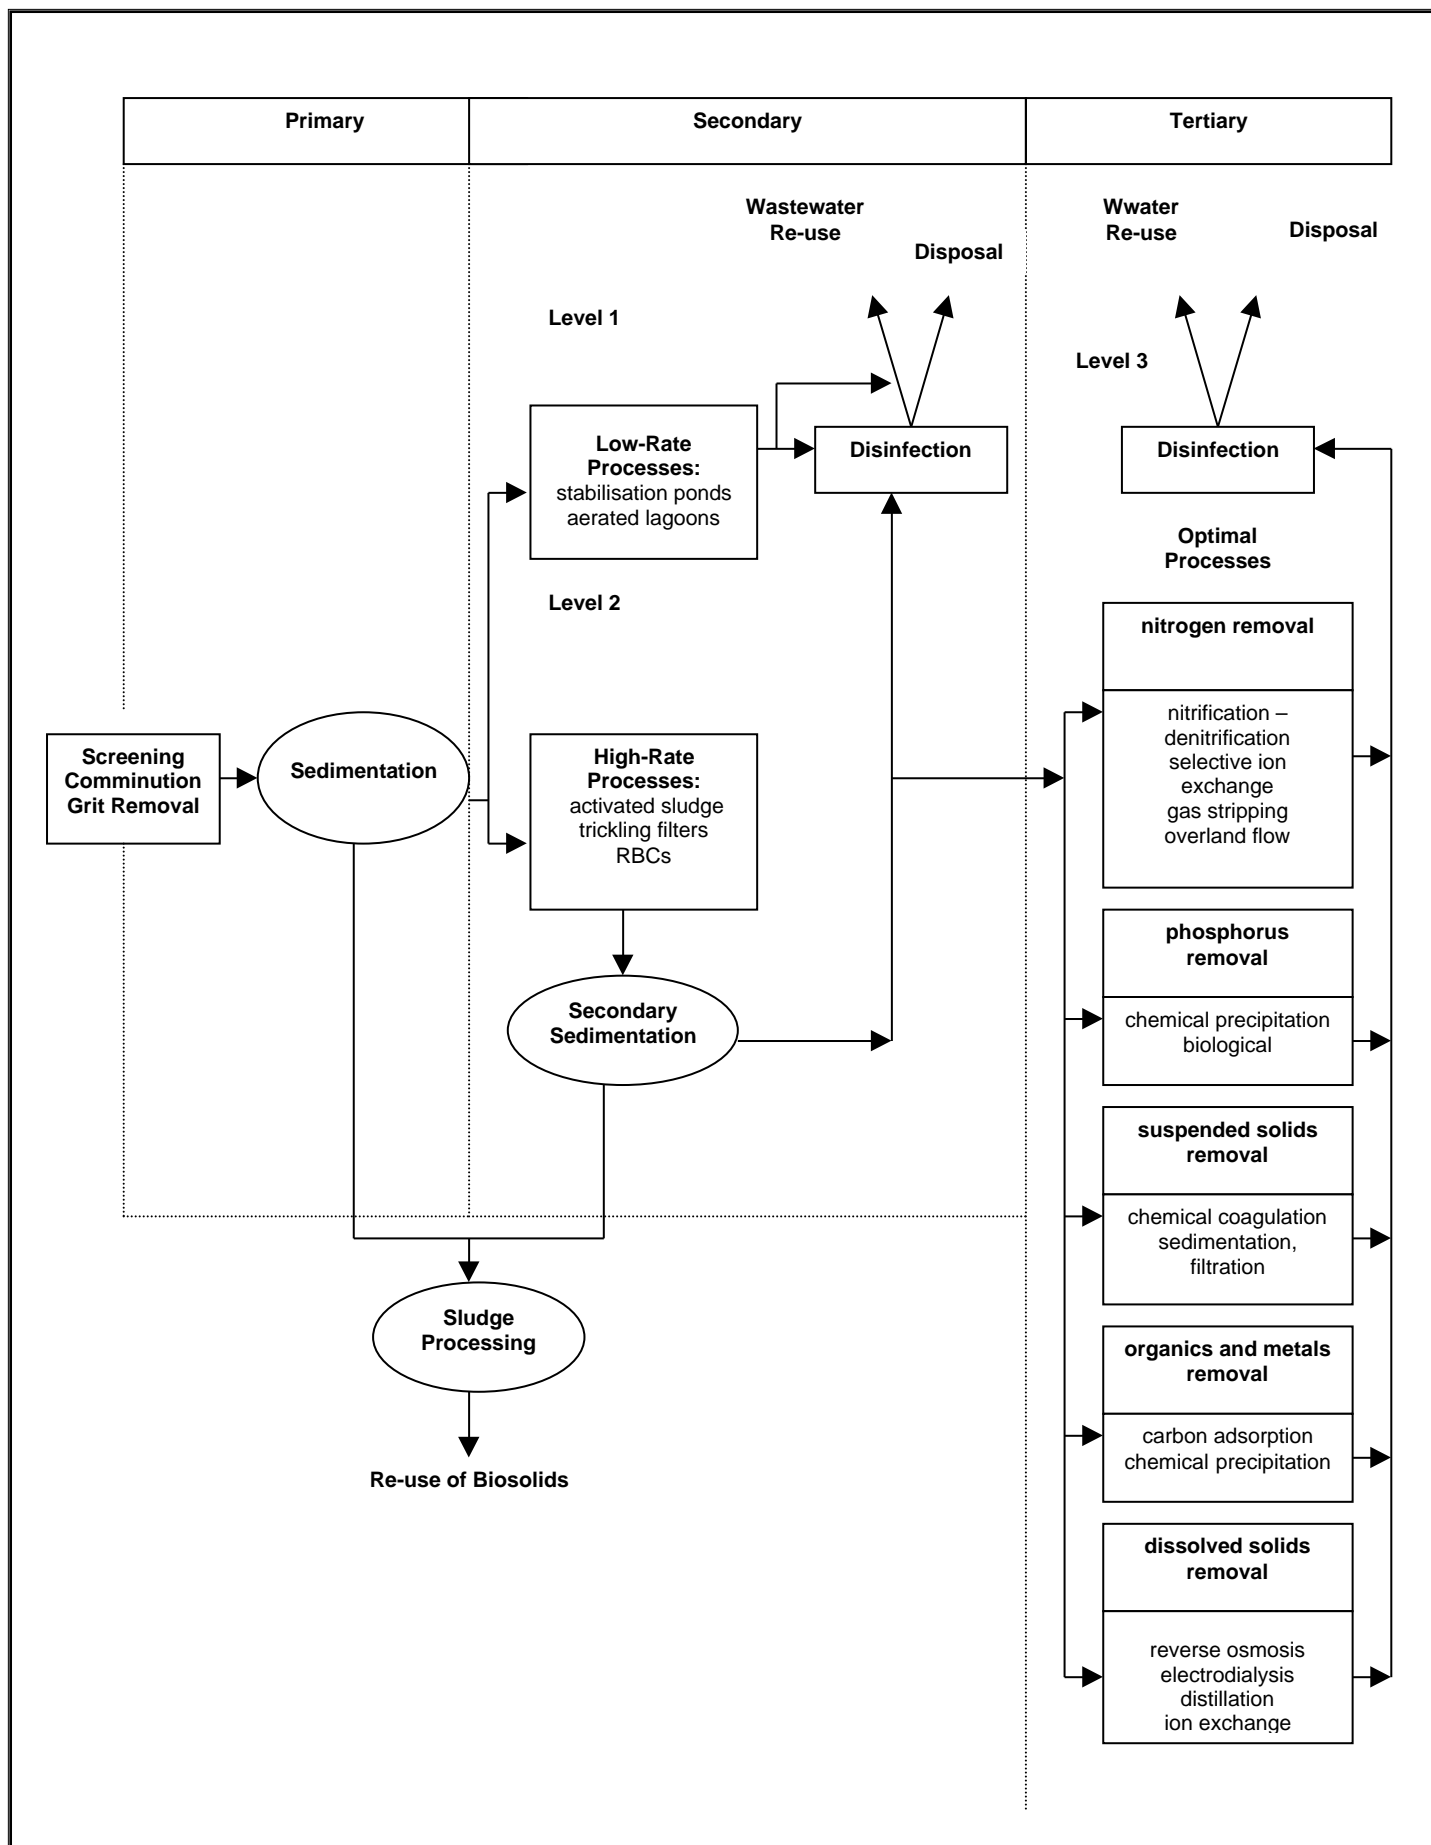 Primary
Secondary
Tertiary
Wastewater
Re-use
Disposal
Wwater
Re-use
Disposal
Level 1
Level 3
Low-Rate
Processes:
stabilisation ponds
aerated lagoons
Disinfection
Disinfection
Optimal
Processes
Level 2
nitrogen removal
nitrification –
denitrification
selective ion
exchange
gas stripping
overland flow
Screening
Comminution
Grit Removal
Sedimentation
High-Rate
Processes:
activated sludge
trickling filters
RBCs
phosphorus
removal
chemical precipitation
biological
Secondary
Sedimentation
suspended solids
removal
chemical coagulation
sedimentation,
filtration
Sludge
Processing
organics and metals
removal
carbon adsorption
chemical precipitation
Re-use of Biosolids
dissolved solids
removal
reverse osmosis
electrodialysis
distillation
ion exchange